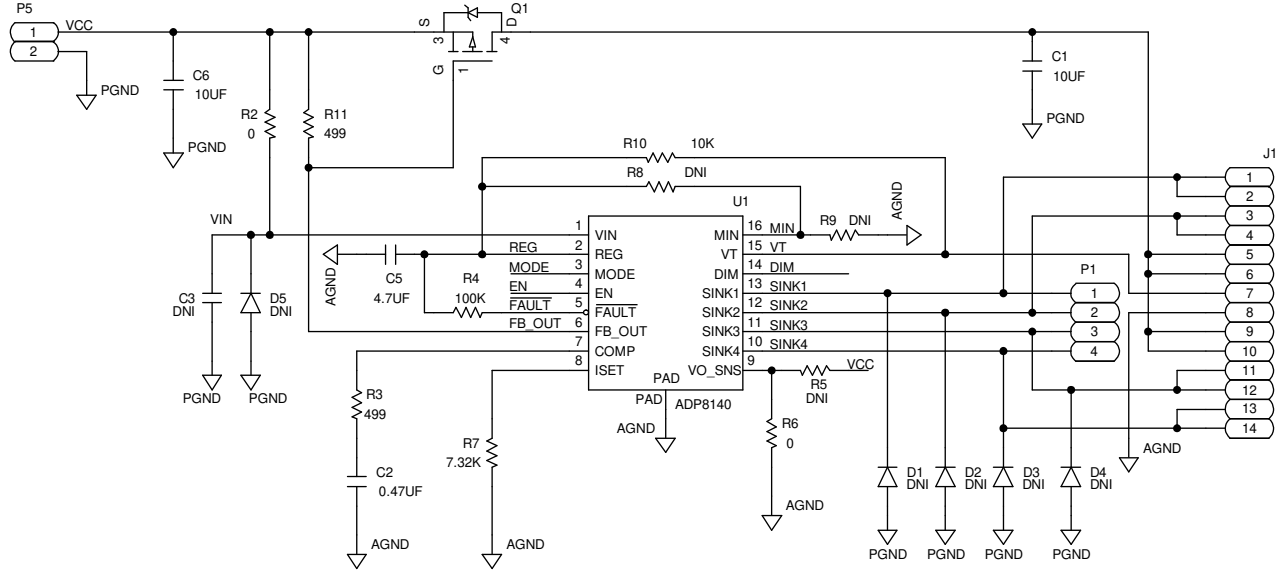 P5
1 VCC
2
PGND
C6
10UF
PGND
R2
0
R11
499
S
3
G
1
Q1
D
4
C1
10UF
PGND
R10 10K
R8 DNI
J1
1
2
3
4
5
6
7
8
9
10
11
12
13
14
VIN
C3
DNI
D5
DNI
PGND
PGND
AGND
C5
4.7UF
R4
100K
REG
MODE
EN
FAULT
FB_OUT
U1
1 VIN
2 REG
3 MODE
4 EN
5 FAULT
6 FB_OUT
7 COMP
8 ISET
MIN 16 MIN
VT 15 VT
DIM 14 DIM
SINK1 13 SINK1
SINK2 12 SINK2
SINK3 11 SINK3
SINK4 10 SINK4
VO_SNS 9
PAD
PAD
ADP8140
AGND
R9 DNI
AGND
P1
1
2
3
4
R5
DNI
VCC
R6
0
AGND
R3
499
C2
0.47UF
AGND
R7
7.32K
AGND
D1
DNI
D2
DNI
D3
DNI
D4
DNI
AGND
PGND
PGND
PGND
PGND